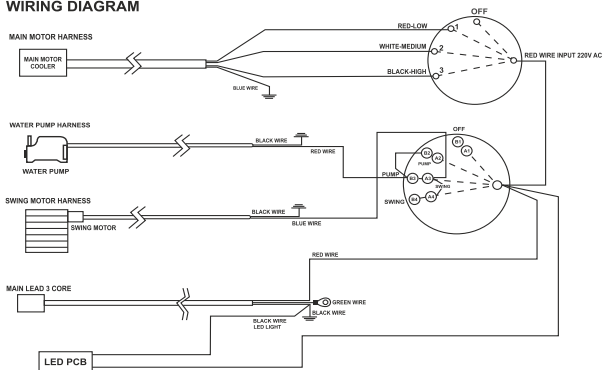 WIRING DIAGRAM
OFF
MAIN MOTOR HARNESS
RED-LOW
1
MAIN MOTOR
COOLER
WHITE-MEDIUM
2
RED WIRE INPUT 220V AC
BLACK-HIGH
3
BLUE WIRE
WATER PUMP HARNESS
BLACK WIRE
RED WIRE
WATER PUMP
OFF
B1
A1
B2
A2
PUMP
PUMP
B3
A3
SWING
SWING
B4
A4
SWING MOTOR HARNESS
BLACK WIRE
SWING MOTOR
BLUE WIRE
RED WIRE
MAIN LEAD 3 CORE
GREEN WIRE
BLACK WIRE
BLACK WIRE
LED LIGHT
LED PCB